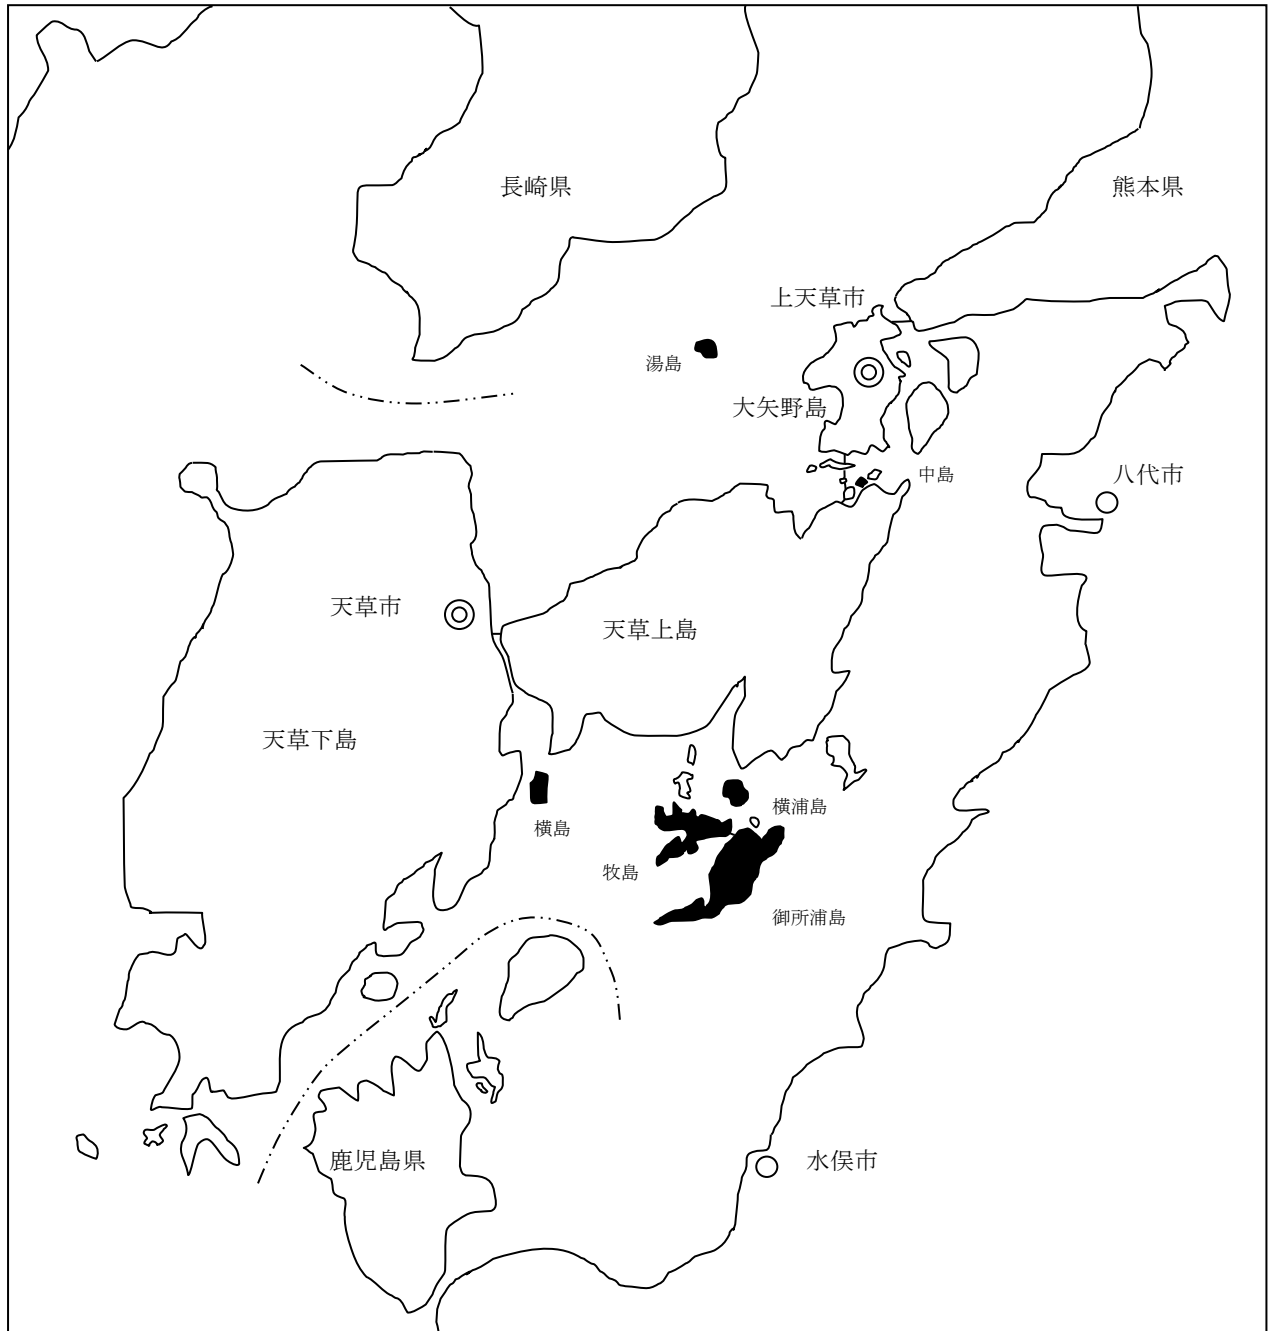 長崎県
熊本県
上天草市
湯島
大矢野島
中島
八代市
天草市
天草上島
天草下島
横浦島
横島
牧島
御所浦島
鹿児島県
水俣市